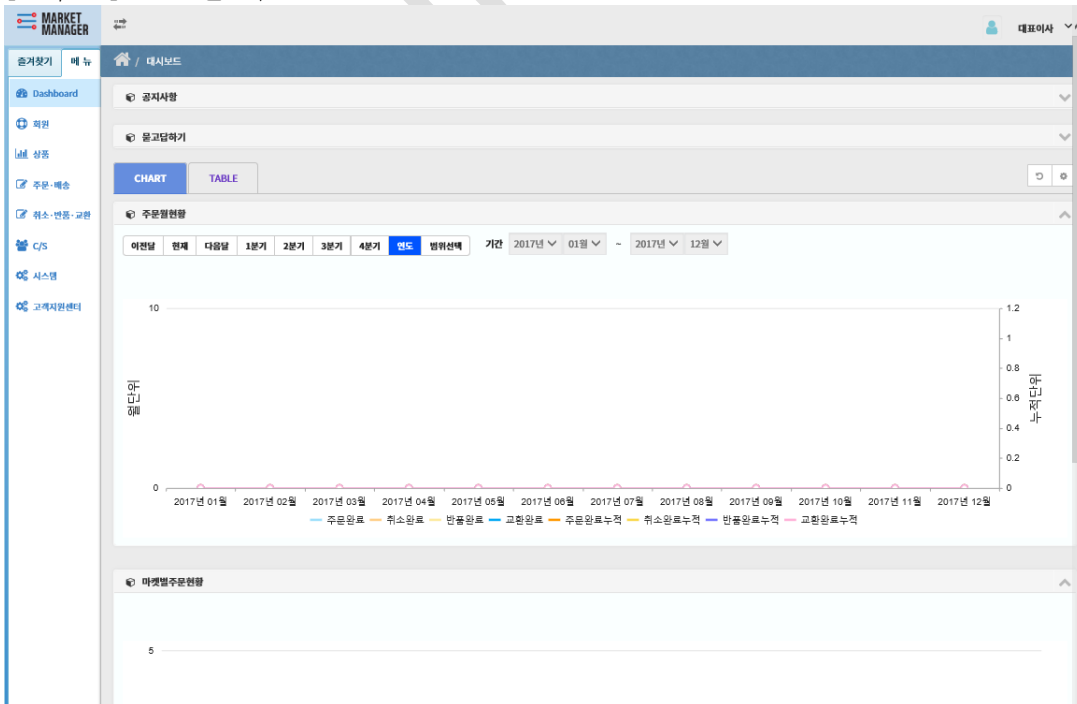 MARKET
MANAGER
대표이사
즐겨찾기 메 뉴
/ 대시보드
Dashboard
회원
상품
주문·배송
취소·반품·교환
C/S
시스템
고객지원센터
공지사항
묻고답하기
CHART TABLE
주문월현황
이전달 현재 다음달 1분기 2분기 3분기 4분기 연도 범위선택 기간 2017년 01월 ~ 2017년 12월
10
0
월단위
1.2
1
0.8
0.6
0.4
0.2
0
누적단위
2017년 01월 2017년 02월 2017년 03월 2017년 04월 2017년 05월 2017년 06월 2017년 07월 2017년 08월 2017년 09월 2017년 10월 2017년 11월 2017년 12월
주문완료 취소완료 반품완료 교환완료 주문완료누적 취소완료누적 반품완료누적 교환완료누적
마켓별주문현황
5